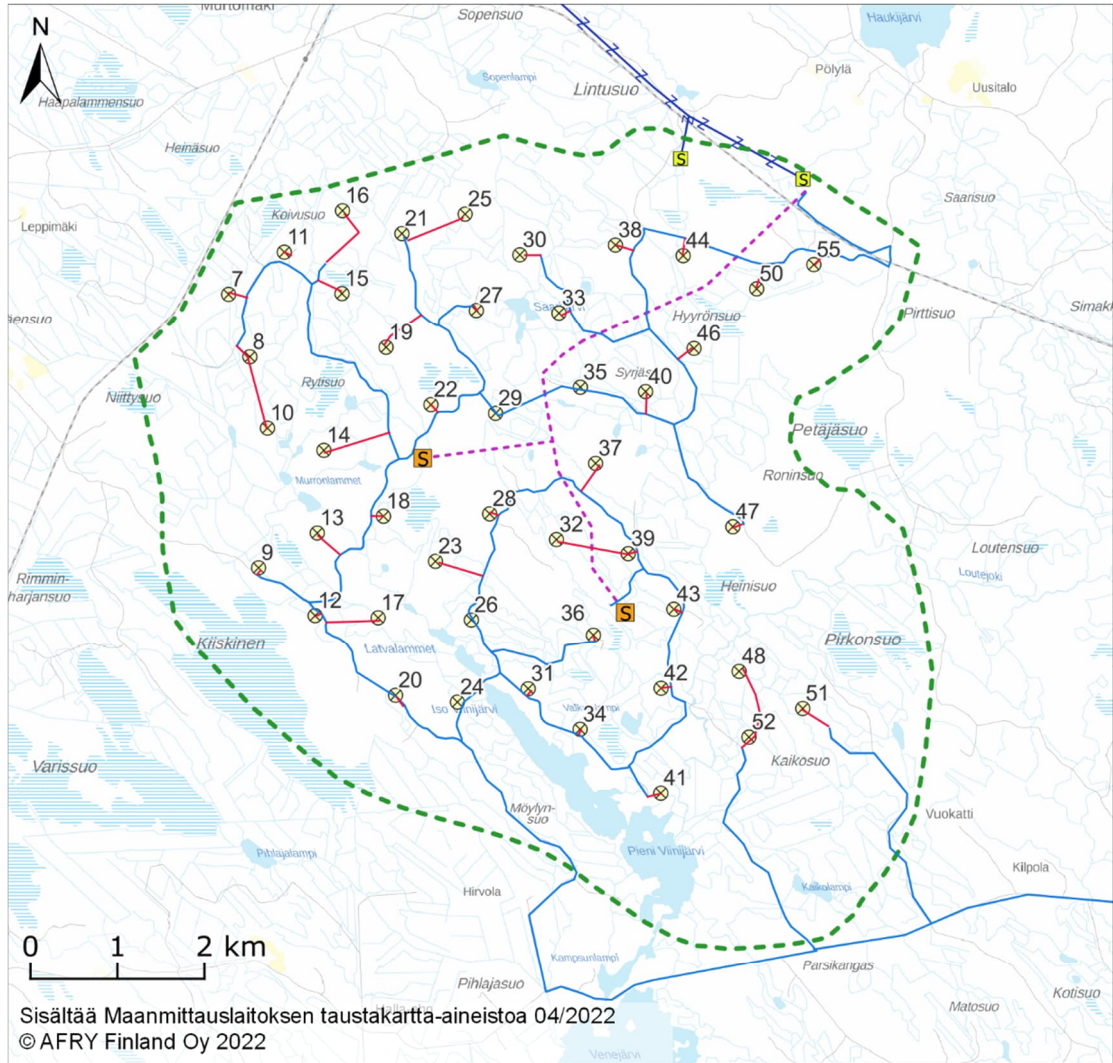 Murtomäki
Sopensuo
Haukijärvi
N
Sopenlampi
Pölylä
Uusitalo
Lintusuo
Haapalammensuo
Heinäsuo
S
S
Leppimäki
Koivusuo
16
25
21
Saarisuo
11
30
38
44
55
7
15
50
27
33
Hyyrönsuo
Pirttisuo
Simak
8
19
46
Niittysuo
Rytisuo
22
29
35
Syrjäs
40
10
14
S
Petäjäsuo
37
Roninsuo
Murronlammet
13
18
28
32
39
47
9
23
Loutensuo
Loutejoki
Rimmin-
harjansuo
Heinisuo
12
17
26
36
S
43
Kiiskinen
Latvalammet
Pirkonsuo
20
24
31
42
48
51
Iso Viinijärvi
34
52
Varissuo
Kaikosuo
41
Möylyn-
suo
Vuokatti
Pihlajalampi
Pieni Viinijärvi
Hirvola
Kaikolampi
Kilpola
0 1 2 km
Kampsunlampi
Parsikangas
Pihlajasuo
Matosuo
Kotisuo
Sisältää Maanmittauslaitoksen taustakartta-aineistoa 04/2022
© AFRY Finland Oy 2022
Venejärvi